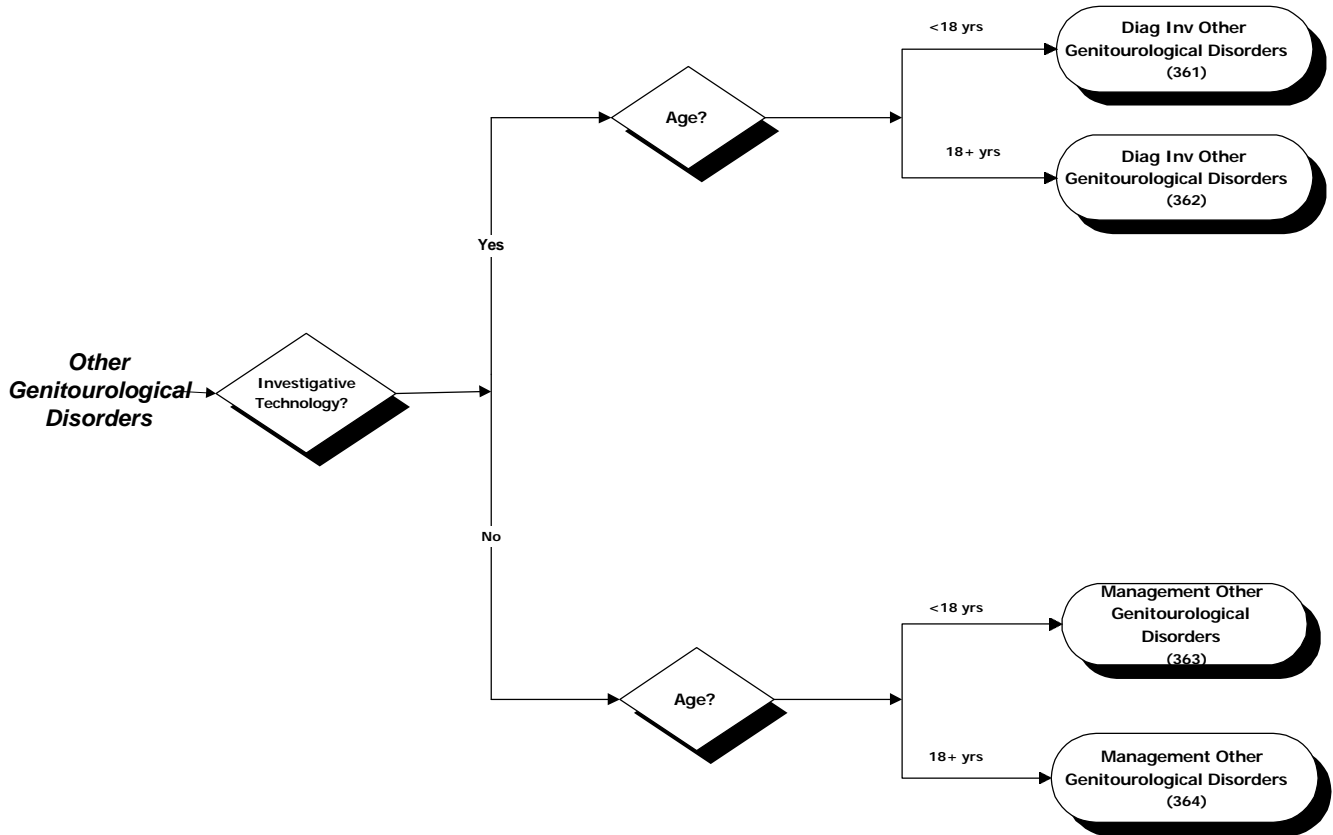 Other
Genitourological
Disorders
Investigative
Technology?
Yes
Age?
<18 yrs
Diag Inv Other
Genitourological Disorders
(361)
18+ yrs
Diag Inv Other
Genitourological Disorders
(362)
No
Age?
<18 yrs
Management Other
Genitourological
Disorders
(363)
18+ yrs
Management Other
Genitourological Disorders
(364)